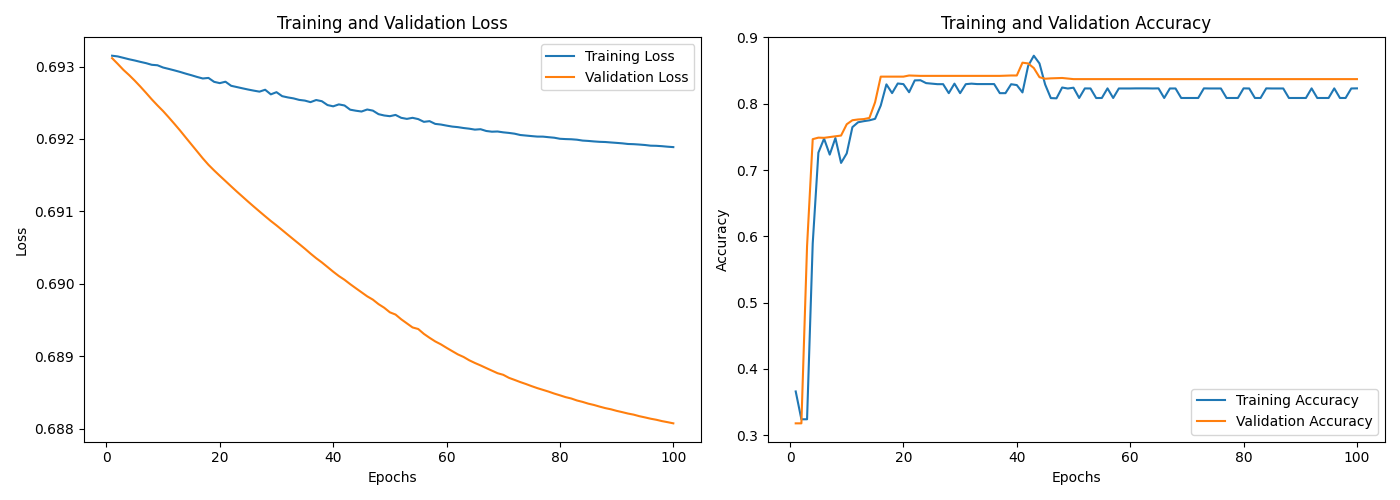 Training and Validation Loss
Training and Validation Accuracy
0.693
0.692
0.691
0.690
0.689
0.688
Loss
0 20 40 60 80 100
Epochs
Training Loss
Validation Loss
0.9
0.8
0.7
0.6
0.5
0.4
0.3
Accuracy
0 20 40 60 80 100
Epochs
Training Accuracy
Validation Accuracy